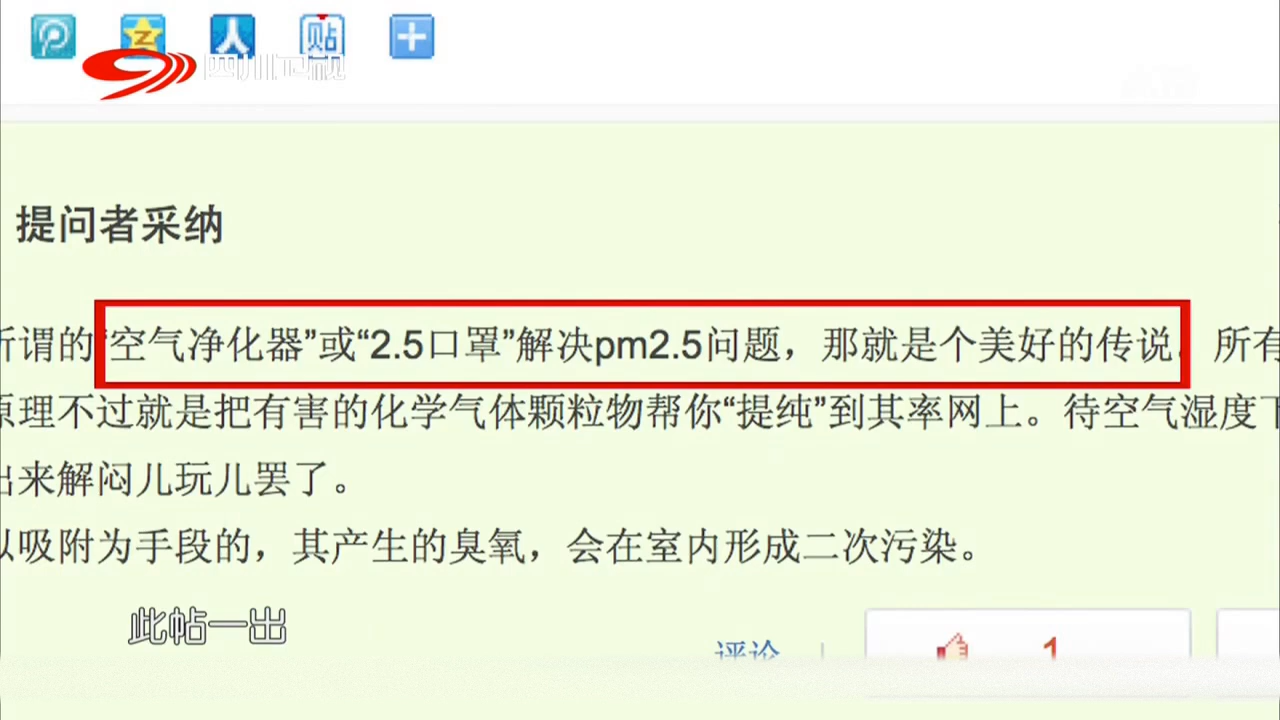 贴
四川卫视
提问者采纳
所谓的“空气净化器”或“2.5口罩”解决pm2.5问题，那就是个美好的传说。所有
原理不过就是把有害的化学气体颗粒物帮你“提纯”到其率网上。待空气湿度下
出来解闷儿玩儿罢了。
以吸附为手段的，其产生的臭氧，会在室内形成二次污染。
此帖一出
评论
1